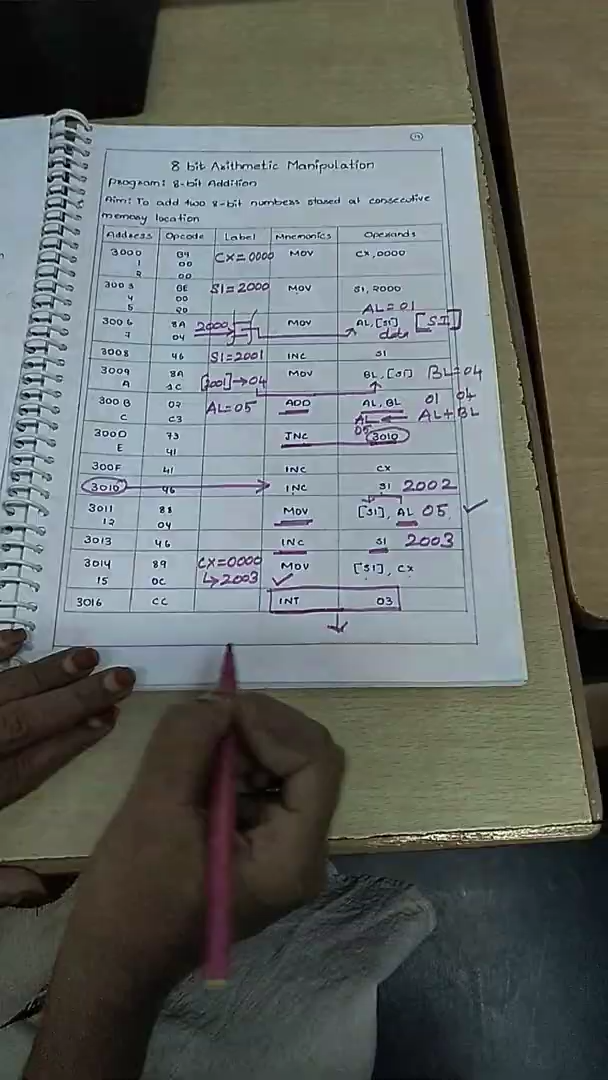 17
8 bit Arithmetic Manipulation
Program: 8-bit Addition
Aim: To add two 8-bit numbers stored at consecutive
memory location
Address Opcode Label Mnemonics Operands
3000 B9 CX=0000 MOV CX,0000
1 00
2 00
3003 BE SI=2000 MOV SI,2000
4 00
5 20 AL=01
3006 8A 2000 MOV AL,[SI] [SI]
7 04 data
3008 46 SI=2001 INC SI
3009 8A MOV BL,[SI] BL=04
A 1C [2001]→04
300B 02 AL=05 ADD AL, BL 01 04
C C3 AL ← AL+BL
300D 73 JNC 05 3010
E 41
300F 41 INC CX
3010 46 INC SI 2002
3011 88 MOV [SI], AL 05 ✓
12 04
3013 46 INC SI 2003
3014 89 CX=0000 MOV [SI], CX
15 0C ↳2003 ✓
3016 CC INT 03